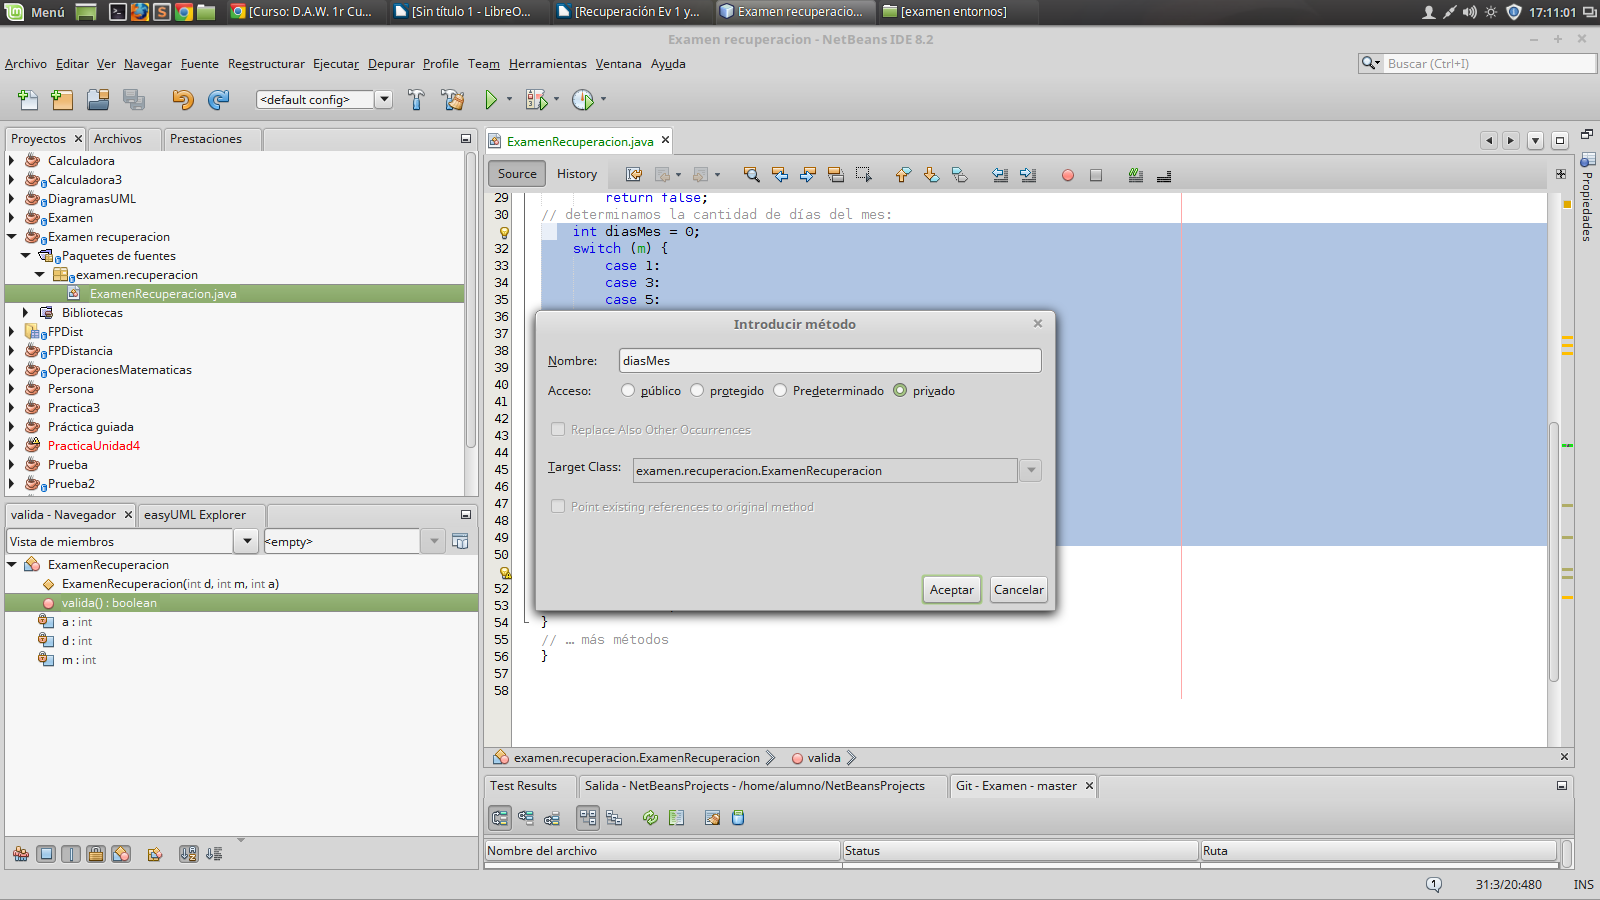 Menú
[Curso: D.A.W. 1r Cu...
[Sin título 1 - LibreO...
[Recuperación Ev 1 y...
Examen recuperacio...
[examen entornos]
17:11:01
Examen recuperacion - NetBeans IDE 8.2
Archivo Editar Ver Navegar Fuente Reestructurar Ejecutar Depurar Profile Team Herramientas Ventana Ayuda
Buscar (Ctrl+I)
<default config>
Proyectos
Archivos
Prestaciones
Calculadora
Calculadora3
DiagramasUML
Examen
Examen recuperacion
Paquetes de fuentes
examen.recuperacion
ExamenRecuperacion.java
Bibliotecas
FPDist
FPDistancia
OperacionesMatematicas
Persona
Practica3
Práctica guiada
PracticaUnidad4
Prueba
Prueba2
valida - Navegador
easyUML Explorer
Vista de miembros
<empty>
ExamenRecuperacion
ExamenRecuperacion(int d, int m, int a)
valida() : boolean
a : int
d : int
m : int
ExamenRecuperacion.java
Source
History
29 return false;
30 // determinamos la cantidad de días del mes:
int diasMes = 0;
32 switch (m) {
33 case 1:
34 case 3:
35 case 5:
36
37
38
39
40
41
42
43
44
45
46
47
48
49
50
52
53
54 }
55 // … más métodos
56 }
57
58
Introducir método
Nombre: diasMes
Acceso: público protegido Predeterminado privado
Replace Also Other Occurrences
Target Class: examen.recuperacion.ExamenRecuperacion
Point existing references to original method
Aceptar
Cancelar
Propiedades
examen.recuperacion.ExamenRecuperacion
valida
Test Results
Salida - NetBeansProjects - /home/alumno/NetBeansProjects
Git - Examen - master
Nombre del archivo
Status
Ruta
1
31:3/20:480
INS